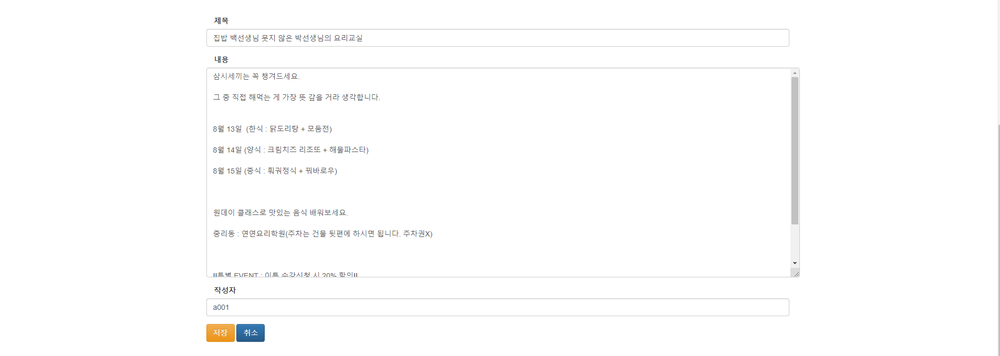 제목
집밥 백선생님 못지 않은 박선생님의 요리교실
내용
삼시세끼는 꼭 챙겨드세요.
그 중 직접 해먹는 게 가장 뜻 갚을 거라 생각합니다.
8월 13일  (한식 : 닭도리탕 + 모둠전)
8월 14일 (양식 : 크림치즈 리조또 + 해물파스타)
8월 15일 (중식 : 훠궈정식 + 꿔바로우)
원데이 클래스로 맛있는 음식 배워보세요.
중리동 : 연연요리학원(주차는 건물 뒷편에 하시면 됩니다. 주차권X)
!!특별 EVENT : 이틀 수강신청 시 20% 할인!!
작성자
a001
저장 취소